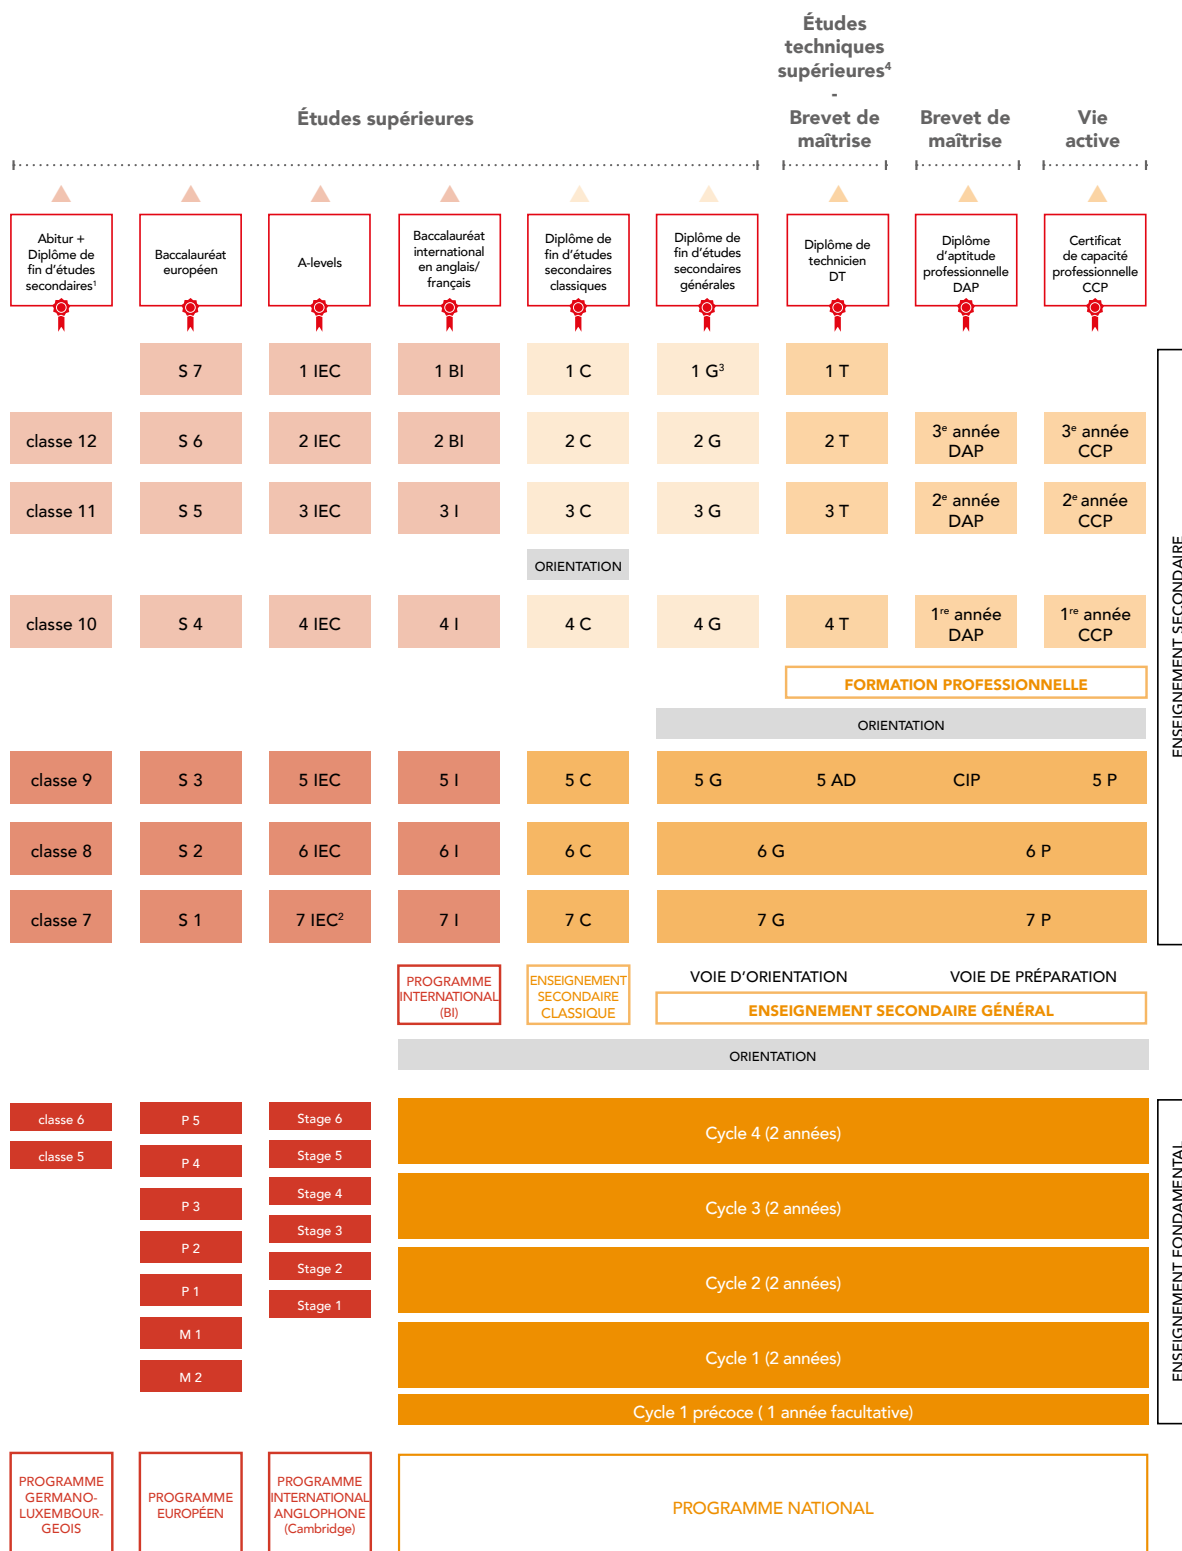 Études
techniques
supérieures⁴
-
Brevet de
maîtrise
Études supérieures
Brevet de
maîtrise
Vie
active
Abitur +
Diplôme de
fin d'études
secondaires¹
Baccalauréat
européen
A-levels
Baccalauréat
international
en anglais/
français
Diplôme de
fin d'études
secondaires
classiques
Diplôme de
fin d'études
secondaires
générales
Diplôme de
technicien
DT
Diplôme
d'aptitude
professionnelle
DAP
Certificat
de capacité
professionnelle
CCP
S 7
1 IEC
1 BI
1 C
1 G³
1 T
classe 12
S 6
2 IEC
2 BI
2 C
2 G
2 T
3e année
DAP
3e année
CCP
classe 11
S 5
3 IEC
3 I
3 C
3 G
3 T
2e année
DAP
2e année
CCP
ORIENTATION
classe 10
S 4
4 IEC
4 I
4 C
4 G
4 T
1re année
DAP
1re année
CCP
FORMATION PROFESSIONNELLE
ORIENTATION
classe 9
S 3
5 IEC
5 I
5 C
5 G
5 AD
CIP
5 P
classe 8
S 2
6 IEC
6 I
6 C
6 G
6 P
classe 7
S 1
7 IEC²
7 I
7 C
7 G
7 P
ENSEIGNEMENT SECONDAIRE
PROGRAMME
INTERNATIONAL
(BI)
ENSEIGNEMENT
SECONDAIRE
CLASSIQUE
VOIE D'ORIENTATION
VOIE DE PRÉPARATION
ENSEIGNEMENT SECONDAIRE GÉNÉRAL
ORIENTATION
classe 6
classe 5
P 5
P 4
P 3
P 2
P 1
M 1
M 2
Stage 6
Stage 5
Stage 4
Stage 3
Stage 2
Stage 1
Cycle 4 (2 années)
Cycle 3 (2 années)
Cycle 2 (2 années)
Cycle 1 (2 années)
Cycle 1 précoce ( 1 année facultative)
ENSEIGNEMENT FONDAMENTAL
PROGRAMME
GERMANO-
LUXEMBOUR-
GEOIS
PROGRAMME
EUROPÉEN
PROGRAMME
INTERNATIONAL
ANGLOPHONE
(Cambridge)
PROGRAMME NATIONAL